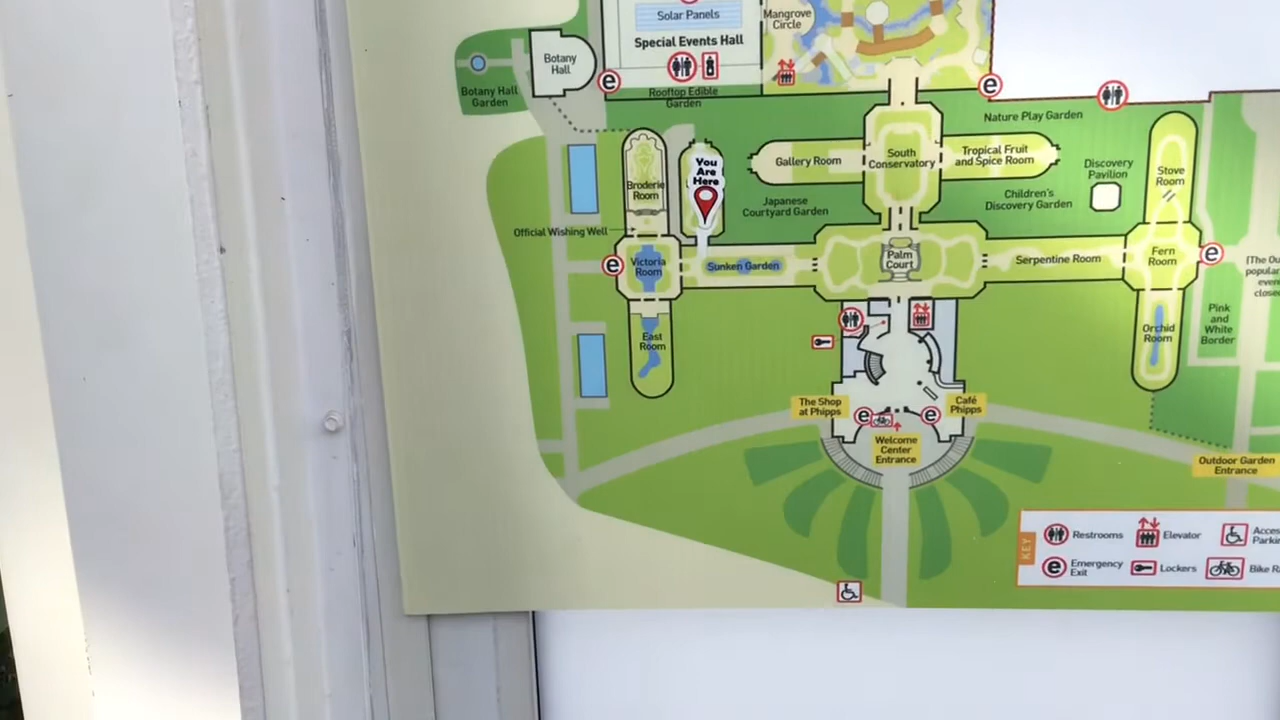 Solar Panels
Special Events Hall
Mangrove
Circle
Botany
Hall
e
Botany Hall
Garden
Rooftop Edible
Garden
e
Nature Play Garden
You
Are
Here
Broderie
Room
Gallery Room
South
Conservatory
Tropical Fruit
and Spice Room
Discovery
Pavilion
Stove
Room
Japanese
Courtyard Garden
Children's
Discovery Garden
Official Wishing Well
e
Victoria
Room
Sunken Garden
Palm
Court
Serpentine Room
Fern
Room
e
(The Ou
popular
even
close
East
Room
Orchid
Room
Pink
and
White
Border
The Shop
at Phipps
e
e
Café
Phipps
Welcome
Center
Entrance
Outdoor Garden
Entrance
KEY
Restrooms
Elevator
Acces
Parkin
e
Emergency
Exit
Lockers
Bike Ra